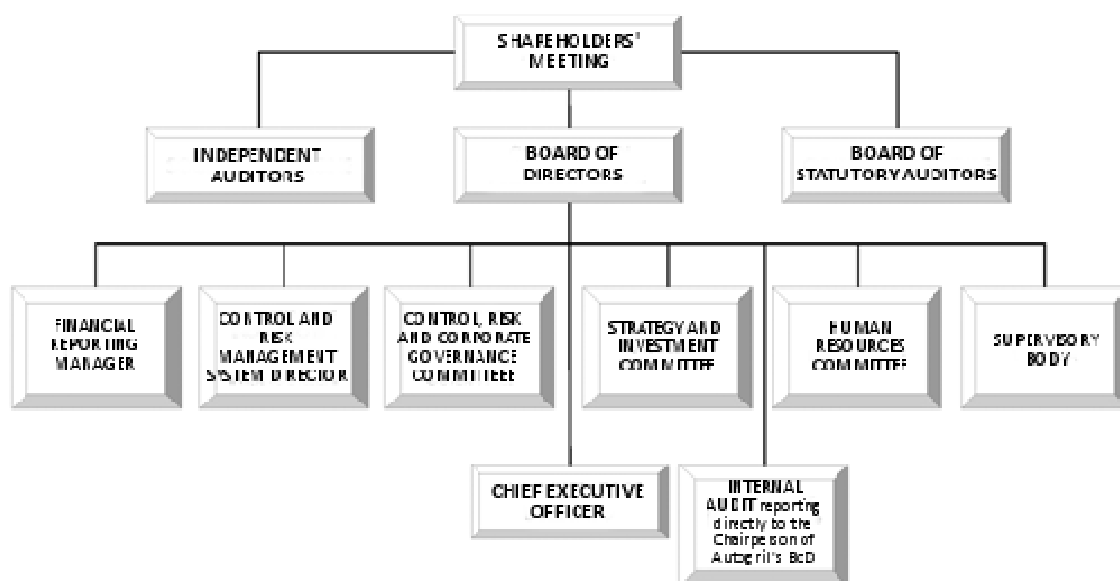 SHAREHOLDERS'
MEETING
INDEPENDENT
AUDITORS
BOARD OF
DIRECTORS
BOARD OF
STATUTORY AUDITORS
FINANCIAL
REPORTING
MANAGER
CONTROL AND
RISK
MANAGEMENT
SYSTEM DIRECTOR
CONTROL, RISK
AND CORPORATE
GOVERNANCE
COMMITTEEE
STRATEGY AND
INVESTMENT
COMMITTEE
HUMAN
RESOURCES
COMMITTEE
SUPERVISORY
BODY
CHIEF EXECUTIVE
OFFICER
INTERNAL
AUDIT reporting
directly to the
Chairperson of
Autogrill's BoD